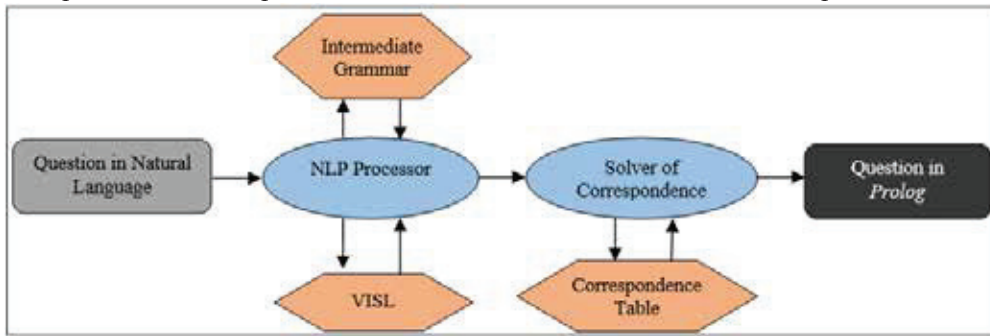 Intermediate
Grammar
Question in Natural
Language
NLP Processor
Solver of
Correspondence
Question in
Prolog
VISL
Correspondence
Table